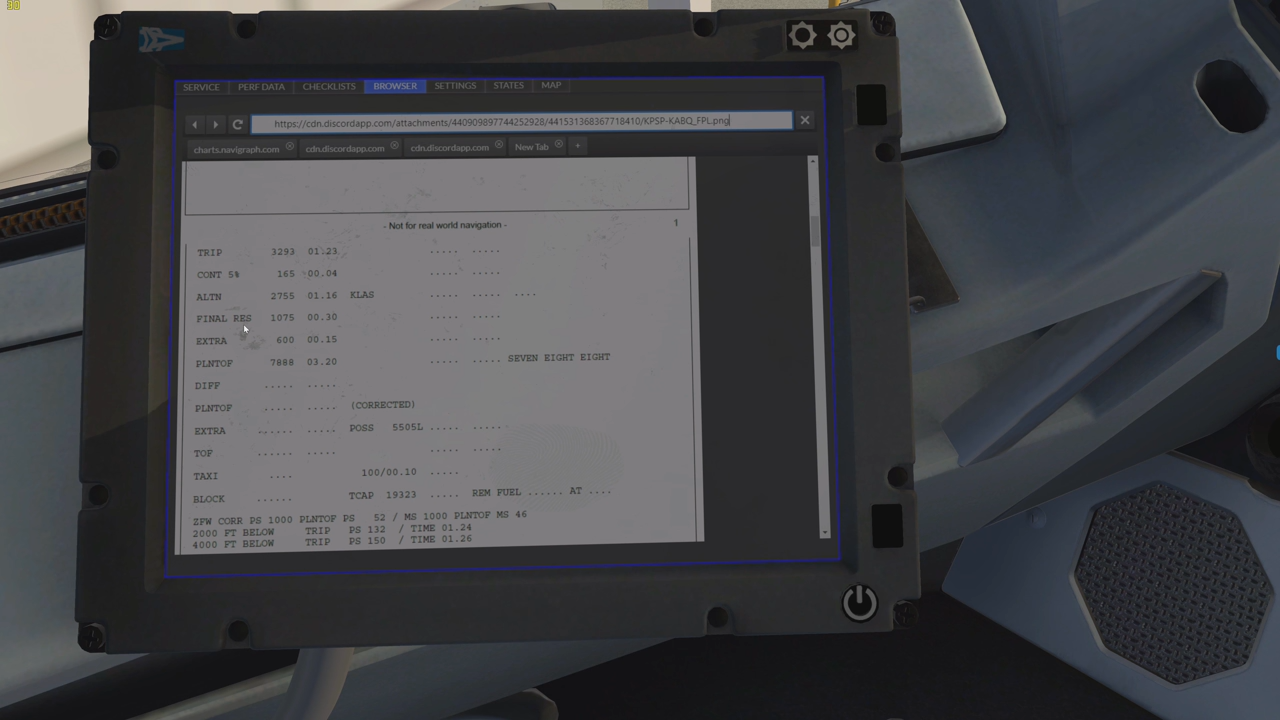 30
SERVICE PERF DATA CHECKLISTS BROWSER SETTINGS STATES MAP
https://cdn.discordapp.com/attachments/440909897744252928/441531368367718410/KPSP-KABQ_FPL.png
charts.navigraph.com cdn.discordapp.com cdn.discordapp.com New Tab +
- Not for real world navigation - 1
TRIP 3293 01.23 ..... .....
CONT 5% 165 00.04 ..... .....
ALTN 2755 01.16 KLAS ..... ..... ....
FINAL RES 1075 00.30 ..... .....
EXTRA 600 00.15 ..... .....
PLNTOF 7888 03.20 ..... ..... SEVEN EIGHT EIGHT
DIFF ..... .....
PLNTOF ..... ..... (CORRECTED)
EXTRA ...... ..... POSS 5505L ..... .....
TOF ...... ..... ..... .....
TAXI .... 100/00.10 .....
BLOCK ...... TCAP 19323 ..... REM FUEL ...... AT ....
ZFW CORR PS 1000 PLNTOF PS 52 / MS 1000 PLNTOF MS 46
2000 FT BELOW TRIP PS 132 / TIME 01.24
4000 FT BELOW TRIP PS 150 / TIME 01.26